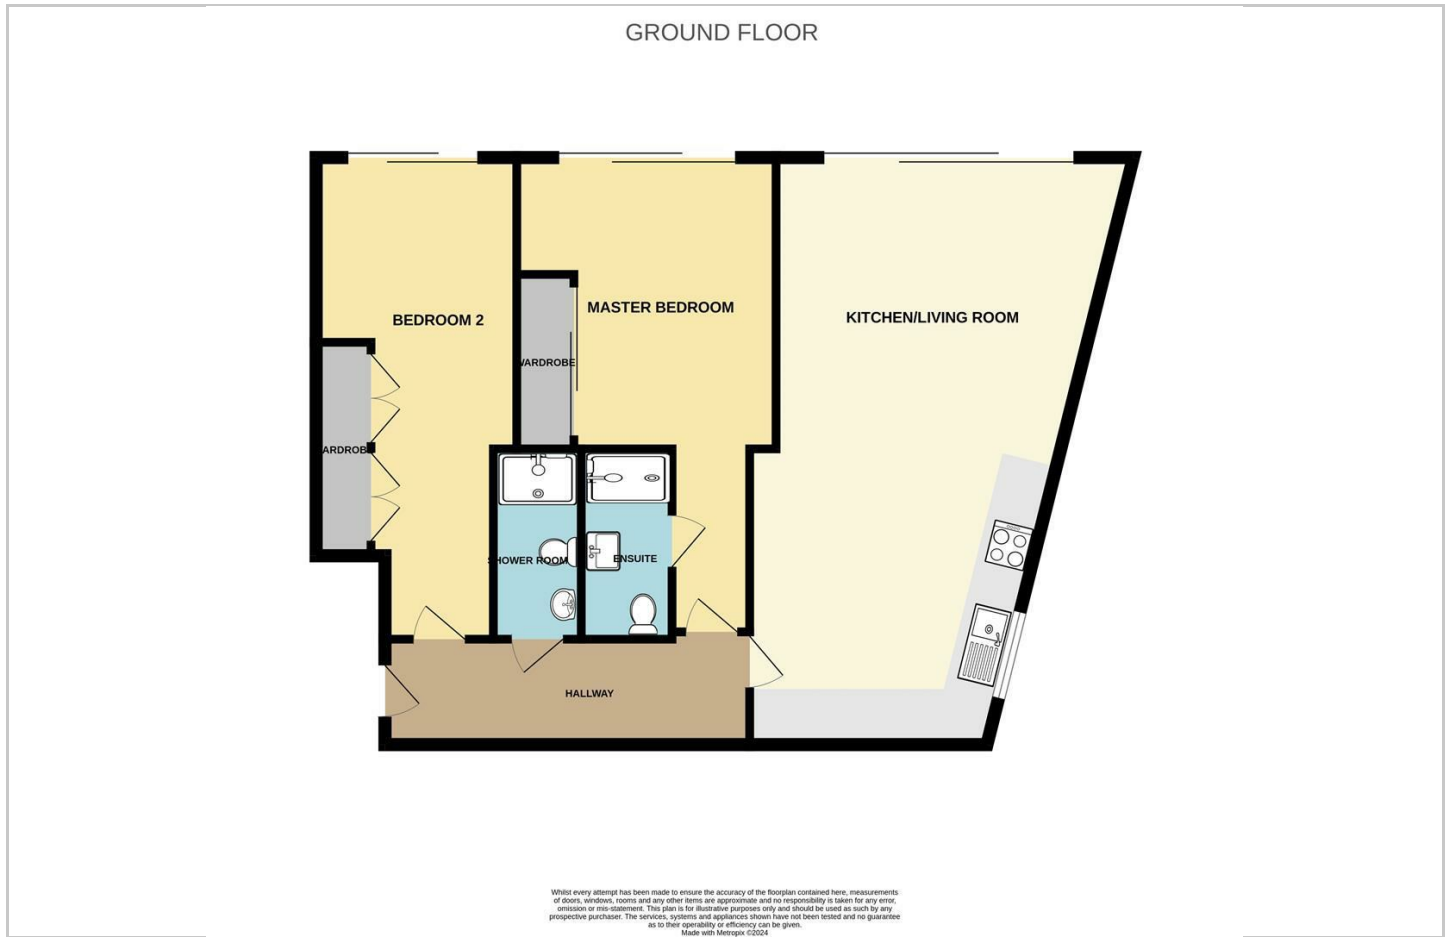 GROUND FLOOR
MASTER BEDROOM
BEDROOM 2
KITCHEN/LIVING ROOM
WARDROBE
ARDROB
SHOWER ROOM
ENSUITE
HALLWAY
Whilst every attempt has been made to ensure the accuracy of the floorplan contained here, measurements
of doors, windows, rooms and any other items are approximate and no responsibility is taken for any error,
omission or mis-statement. This plan is for illustrative purposes only and should be used as such by any
prospective purchaser. The services, systems and appliances shown have not been tested and no guarantee
as to their operability or efficiency can be given.
Made with Metropix ©2024